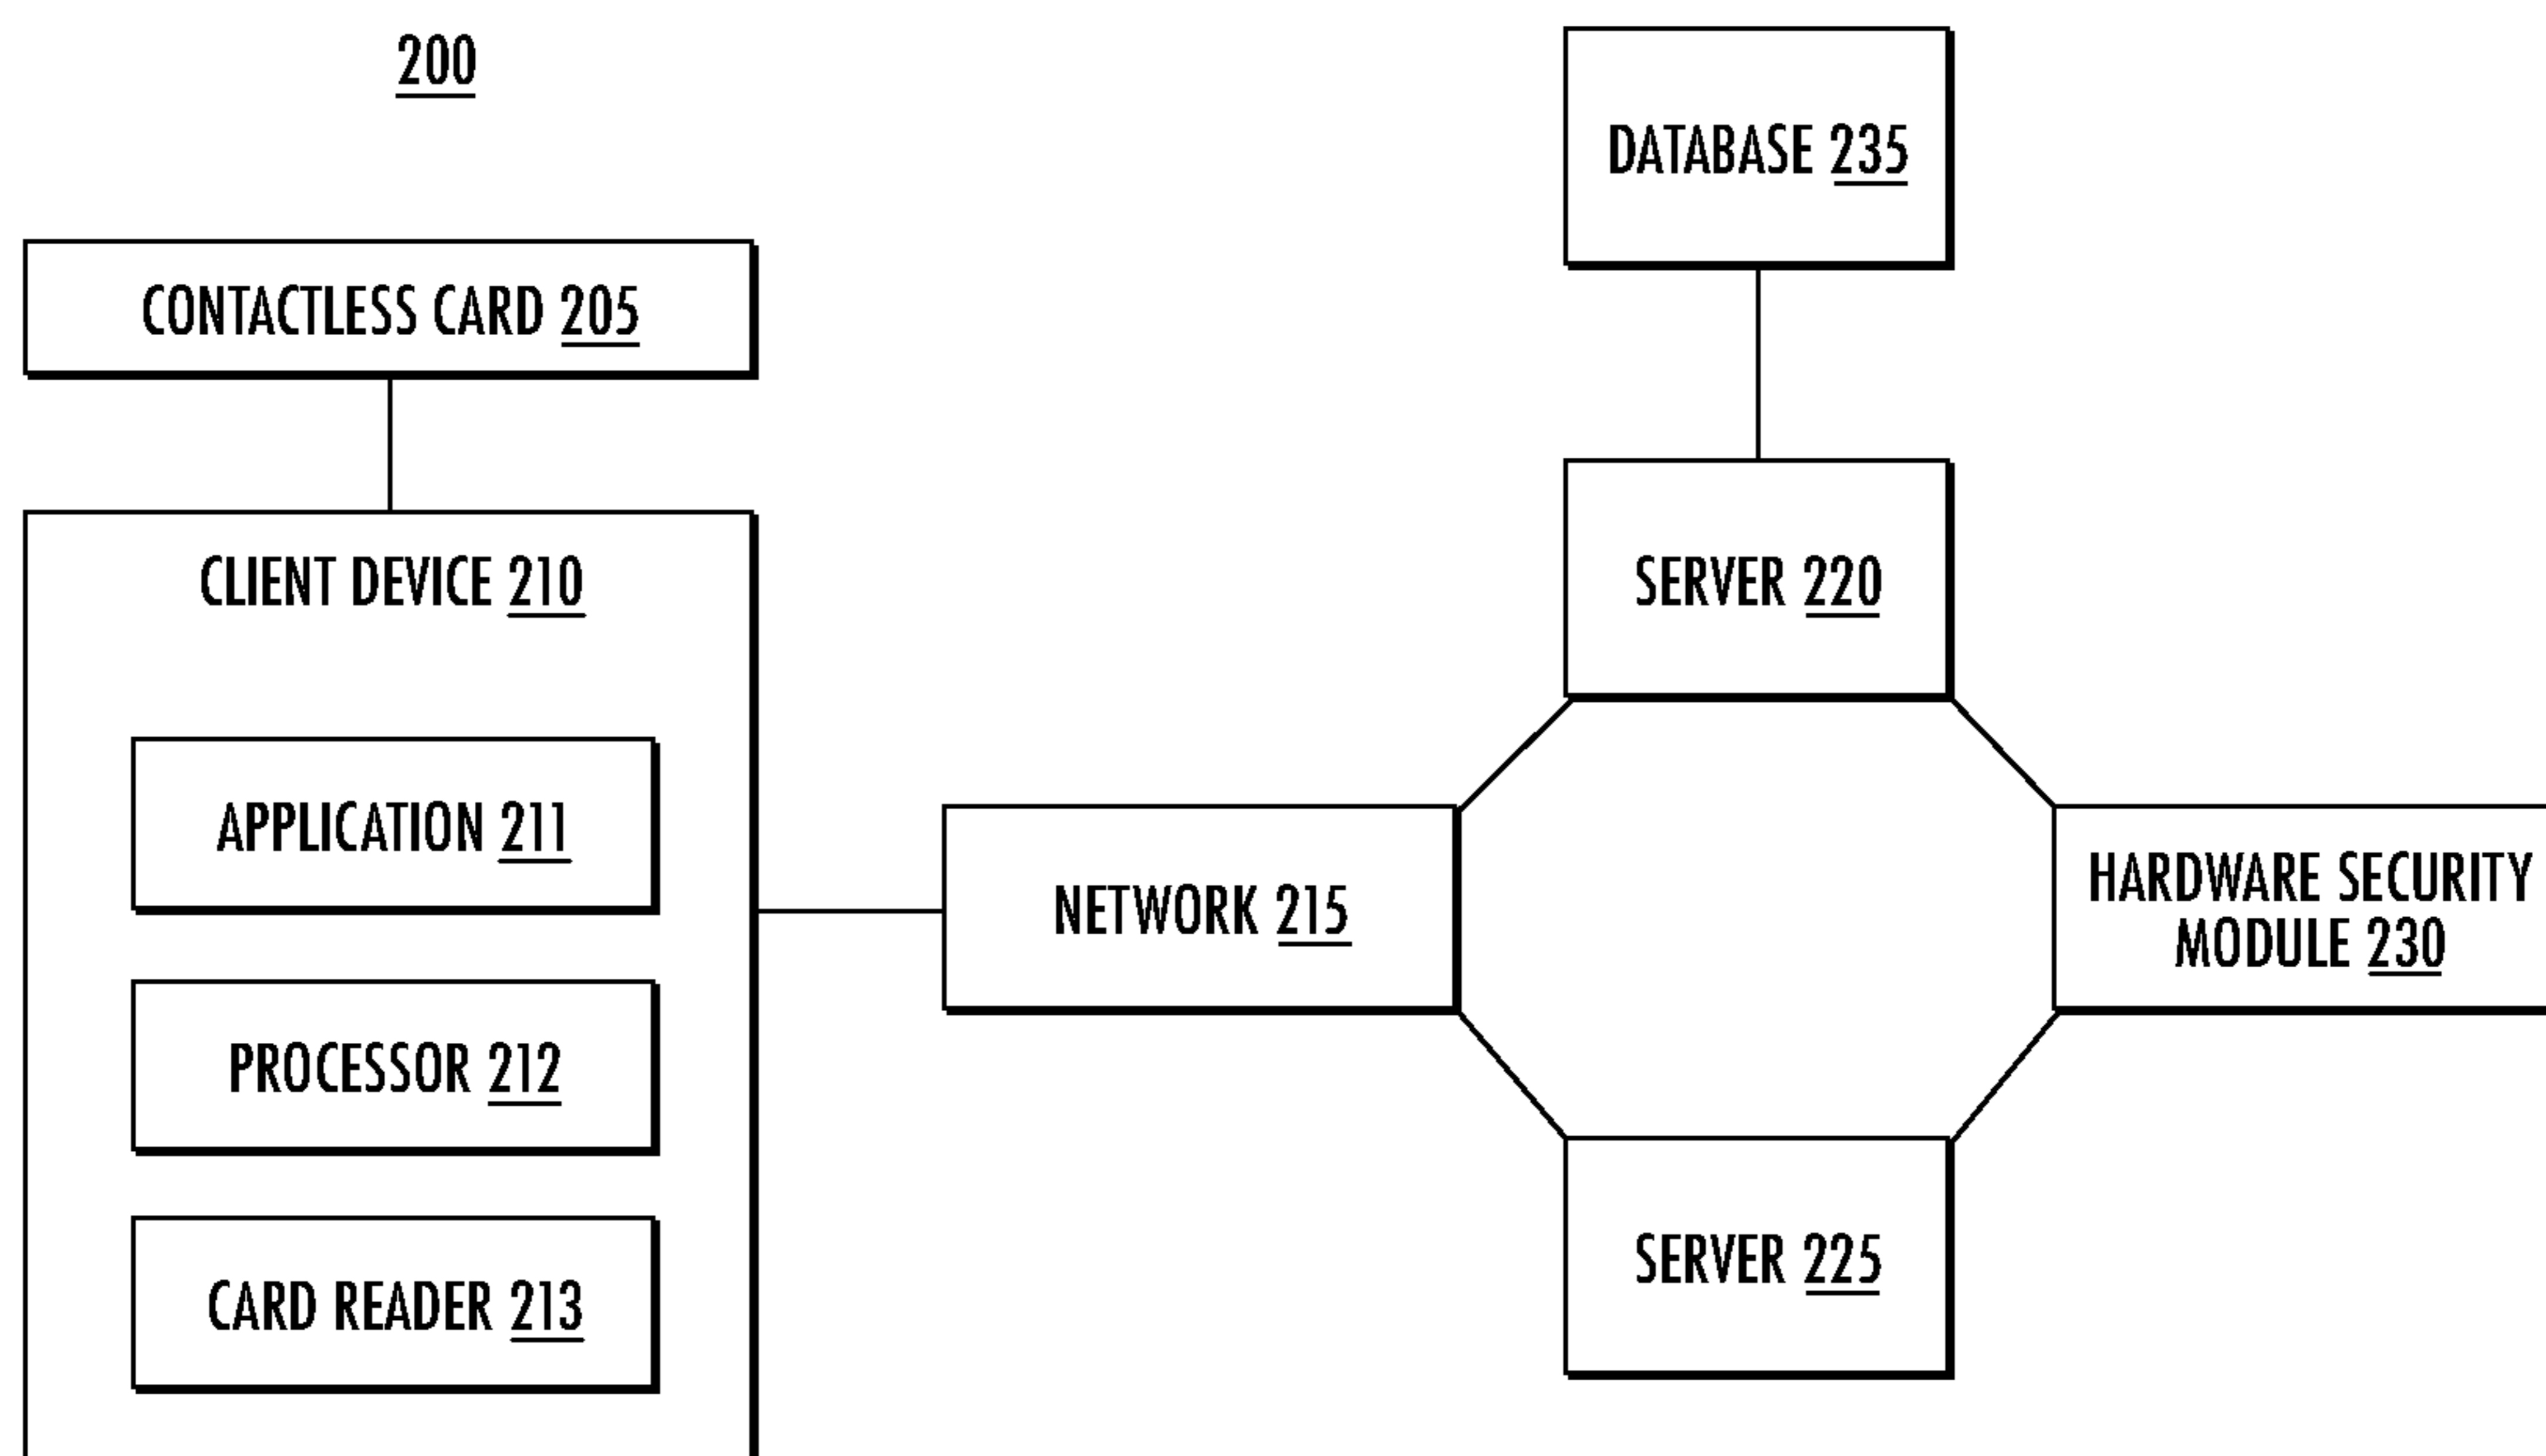 200
DATABASE 235
CONTACTLESS CARD 205
CLIENT DEVICE 210
SERVER 220
APPLICATION 211
NETWORK 215
HARDWARE SECURITY
MODULE 230
PROCESSOR 212
SERVER 225
CARD READER 213